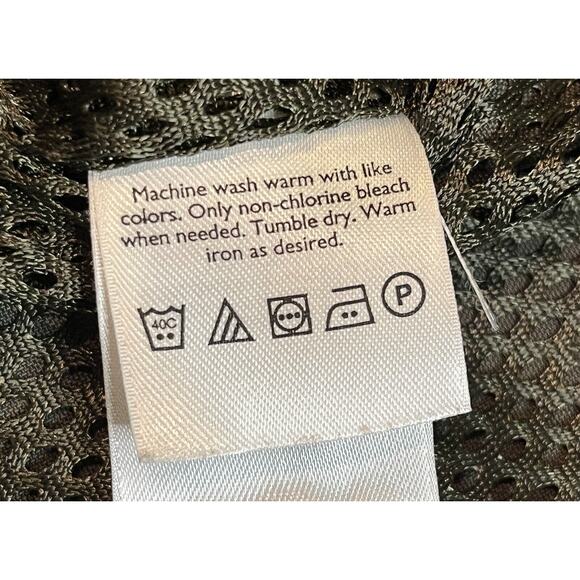 Machine wash warm with like
colors. Only non-chlorine bleach
when needed. Tumble dry. Warm
iron as desired.
40C P